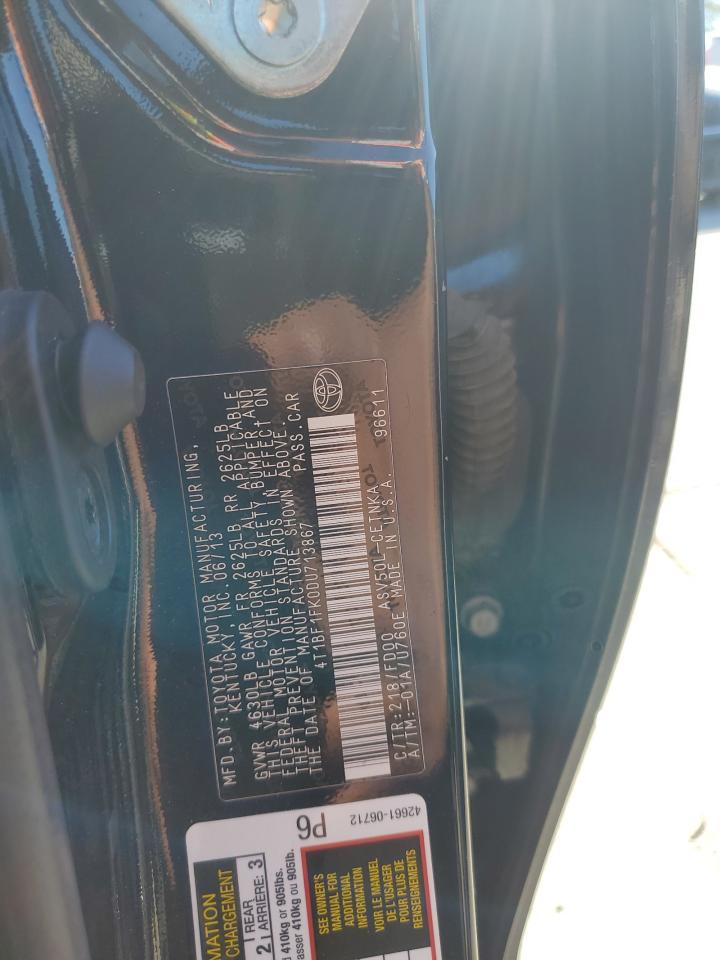 MFD. BY: TOYOTA MOTOR MANUFACTURING,
KENTUCKY, INC. 06/13
GVWR 4630LB GAWR FR 2625LB RR 2625LB
THIS VEHICLE CONFORMS TO ALL APPLICABLE
FEDERAL MOTOR VEHICLE SAFETY, BUMPER, AND
THEFT PREVENTION STANDARDS IN EFFECT ON
THE DATE OF MANUFACTURE SHOWN ABOVE.
4T1BF1FK0DU713867 PASS. CAR
C/TR:218/FD00 ASV50L-CETNKA
A/TM:-01A/U760E MADE IN U.S.A. 96611
P6
42661-06712
MATION
CHARGEMENT
2 REAR
ARRIÈRE: 3
d 410kg or 905lbs.
asser 410kg ou 905lb.
SEE OWNER'S
MANUAL FOR
ADDITIONAL
INFORMATION
VOIR LE MANUEL
DE L'USAGER
POUR PLUS DE
RENSEIGNEMENTS